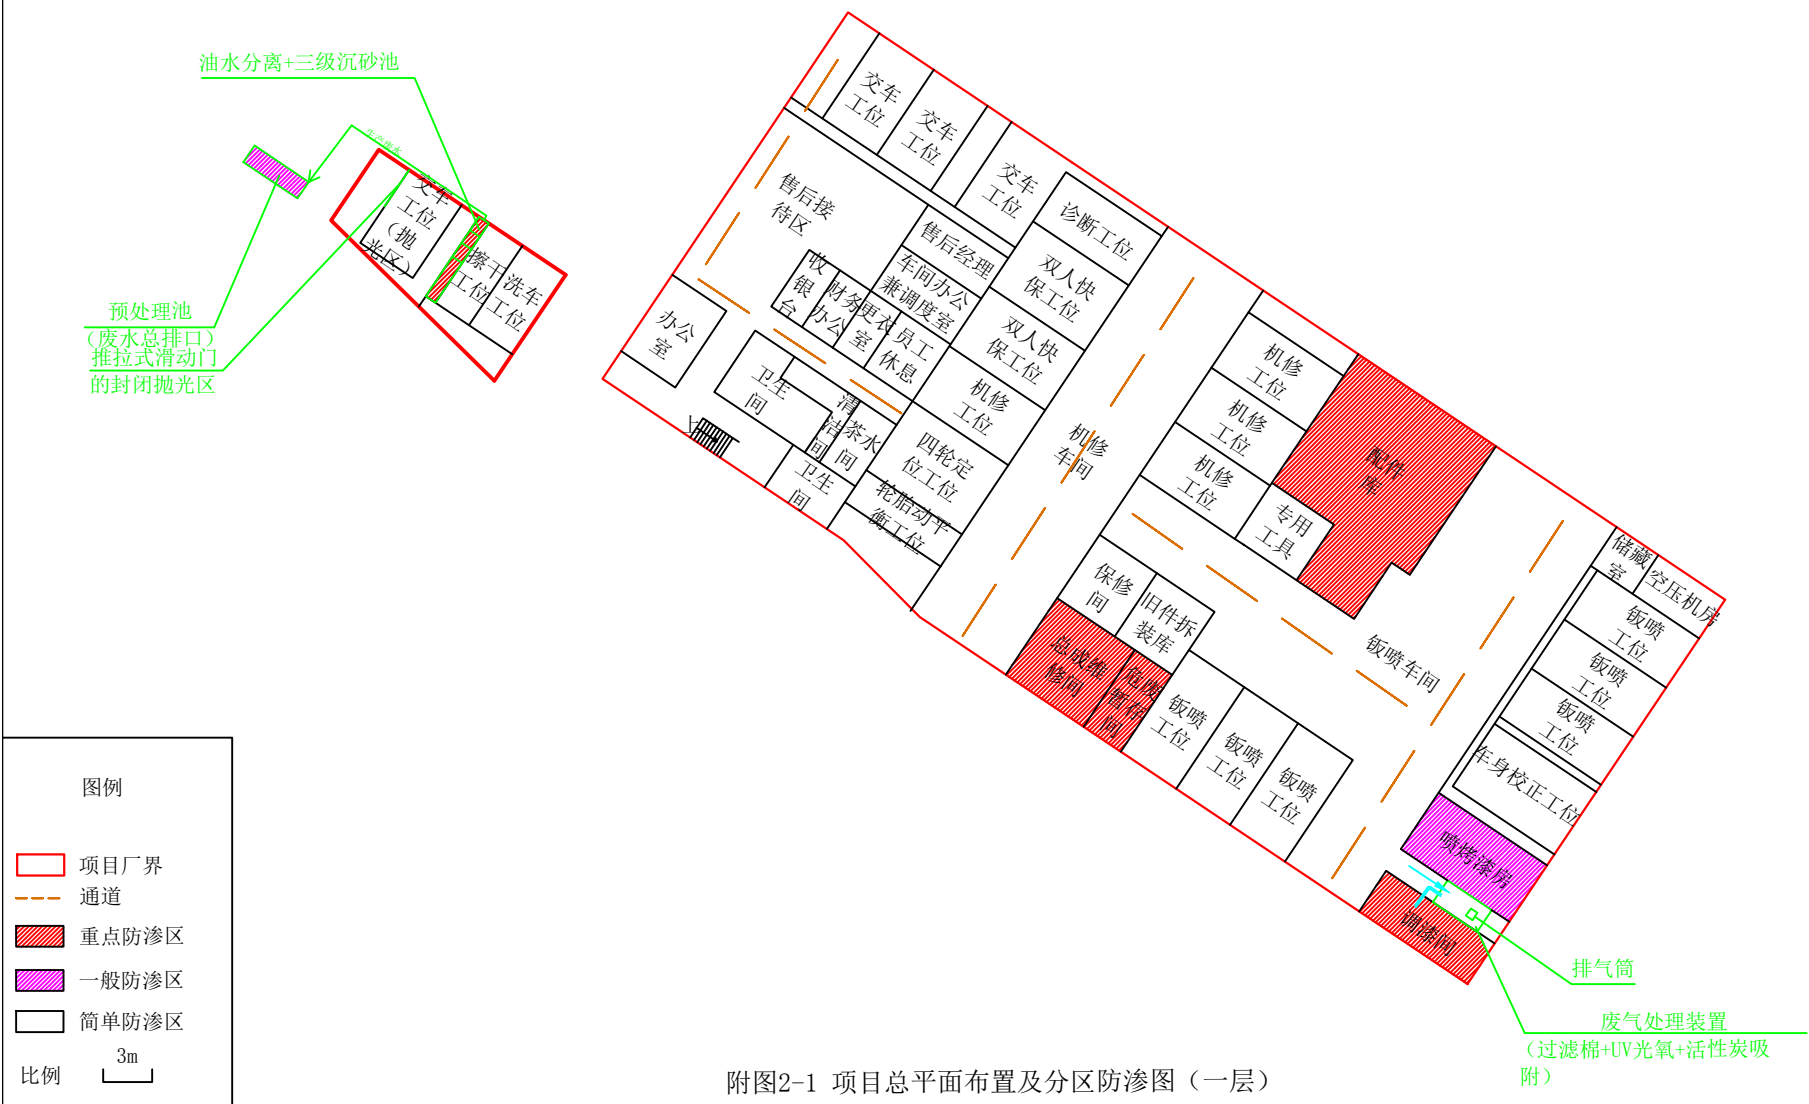 油水分离+三级沉砂池
生产废水
交车
工位
(抛
光区)
擦干
工位
洗车
工位
预处理池
(废水总排口)
推拉式滑动门
的封闭抛光区
交车
工位
交车
工位
交车
工位
售后接
待区
诊断工位
售后经理
车间办公
兼调度室
双人快
保工位
双人快
保工位
收
银
台
财务
办公
更衣
室
员工
休息
办公
室
卫生
间
清
洁
间
茶水
间
卫生
间
上
机修
工位
四轮定
位工位
轮胎动平
衡工位
机修
车间
机修
工位
机修
工位
机修
工位
配件
库
专用
工具
保修
间
旧件拆
装库
总成维
修间
危废
暂存
间
钣喷
工位
钣喷
工位
钣喷
工位
钣喷车间
储藏
室
空压机房
钣喷
工位
钣喷
工位
钣喷
工位
车身校正工位
喷烤漆房
调漆间
排气筒
废气处理装置
(过滤棉+UV光氧+活性炭吸
附)
图例
项目厂界
通道
重点防渗区
一般防渗区
简单防渗区
比例
3m
附图2-1 项目总平面布置及分区防渗图（一层）